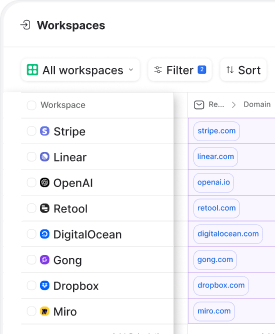 Workspaces
All workspaces Filter 7 Sort
Workspace Re... > Domain
Stripe stripe.com
Linear linear.com
OpenAI openai.io
Retool retool.com
DigitalOcean digitalocean.com
Gong gong.com
Dropbox dropbox.com
Miro miro.com